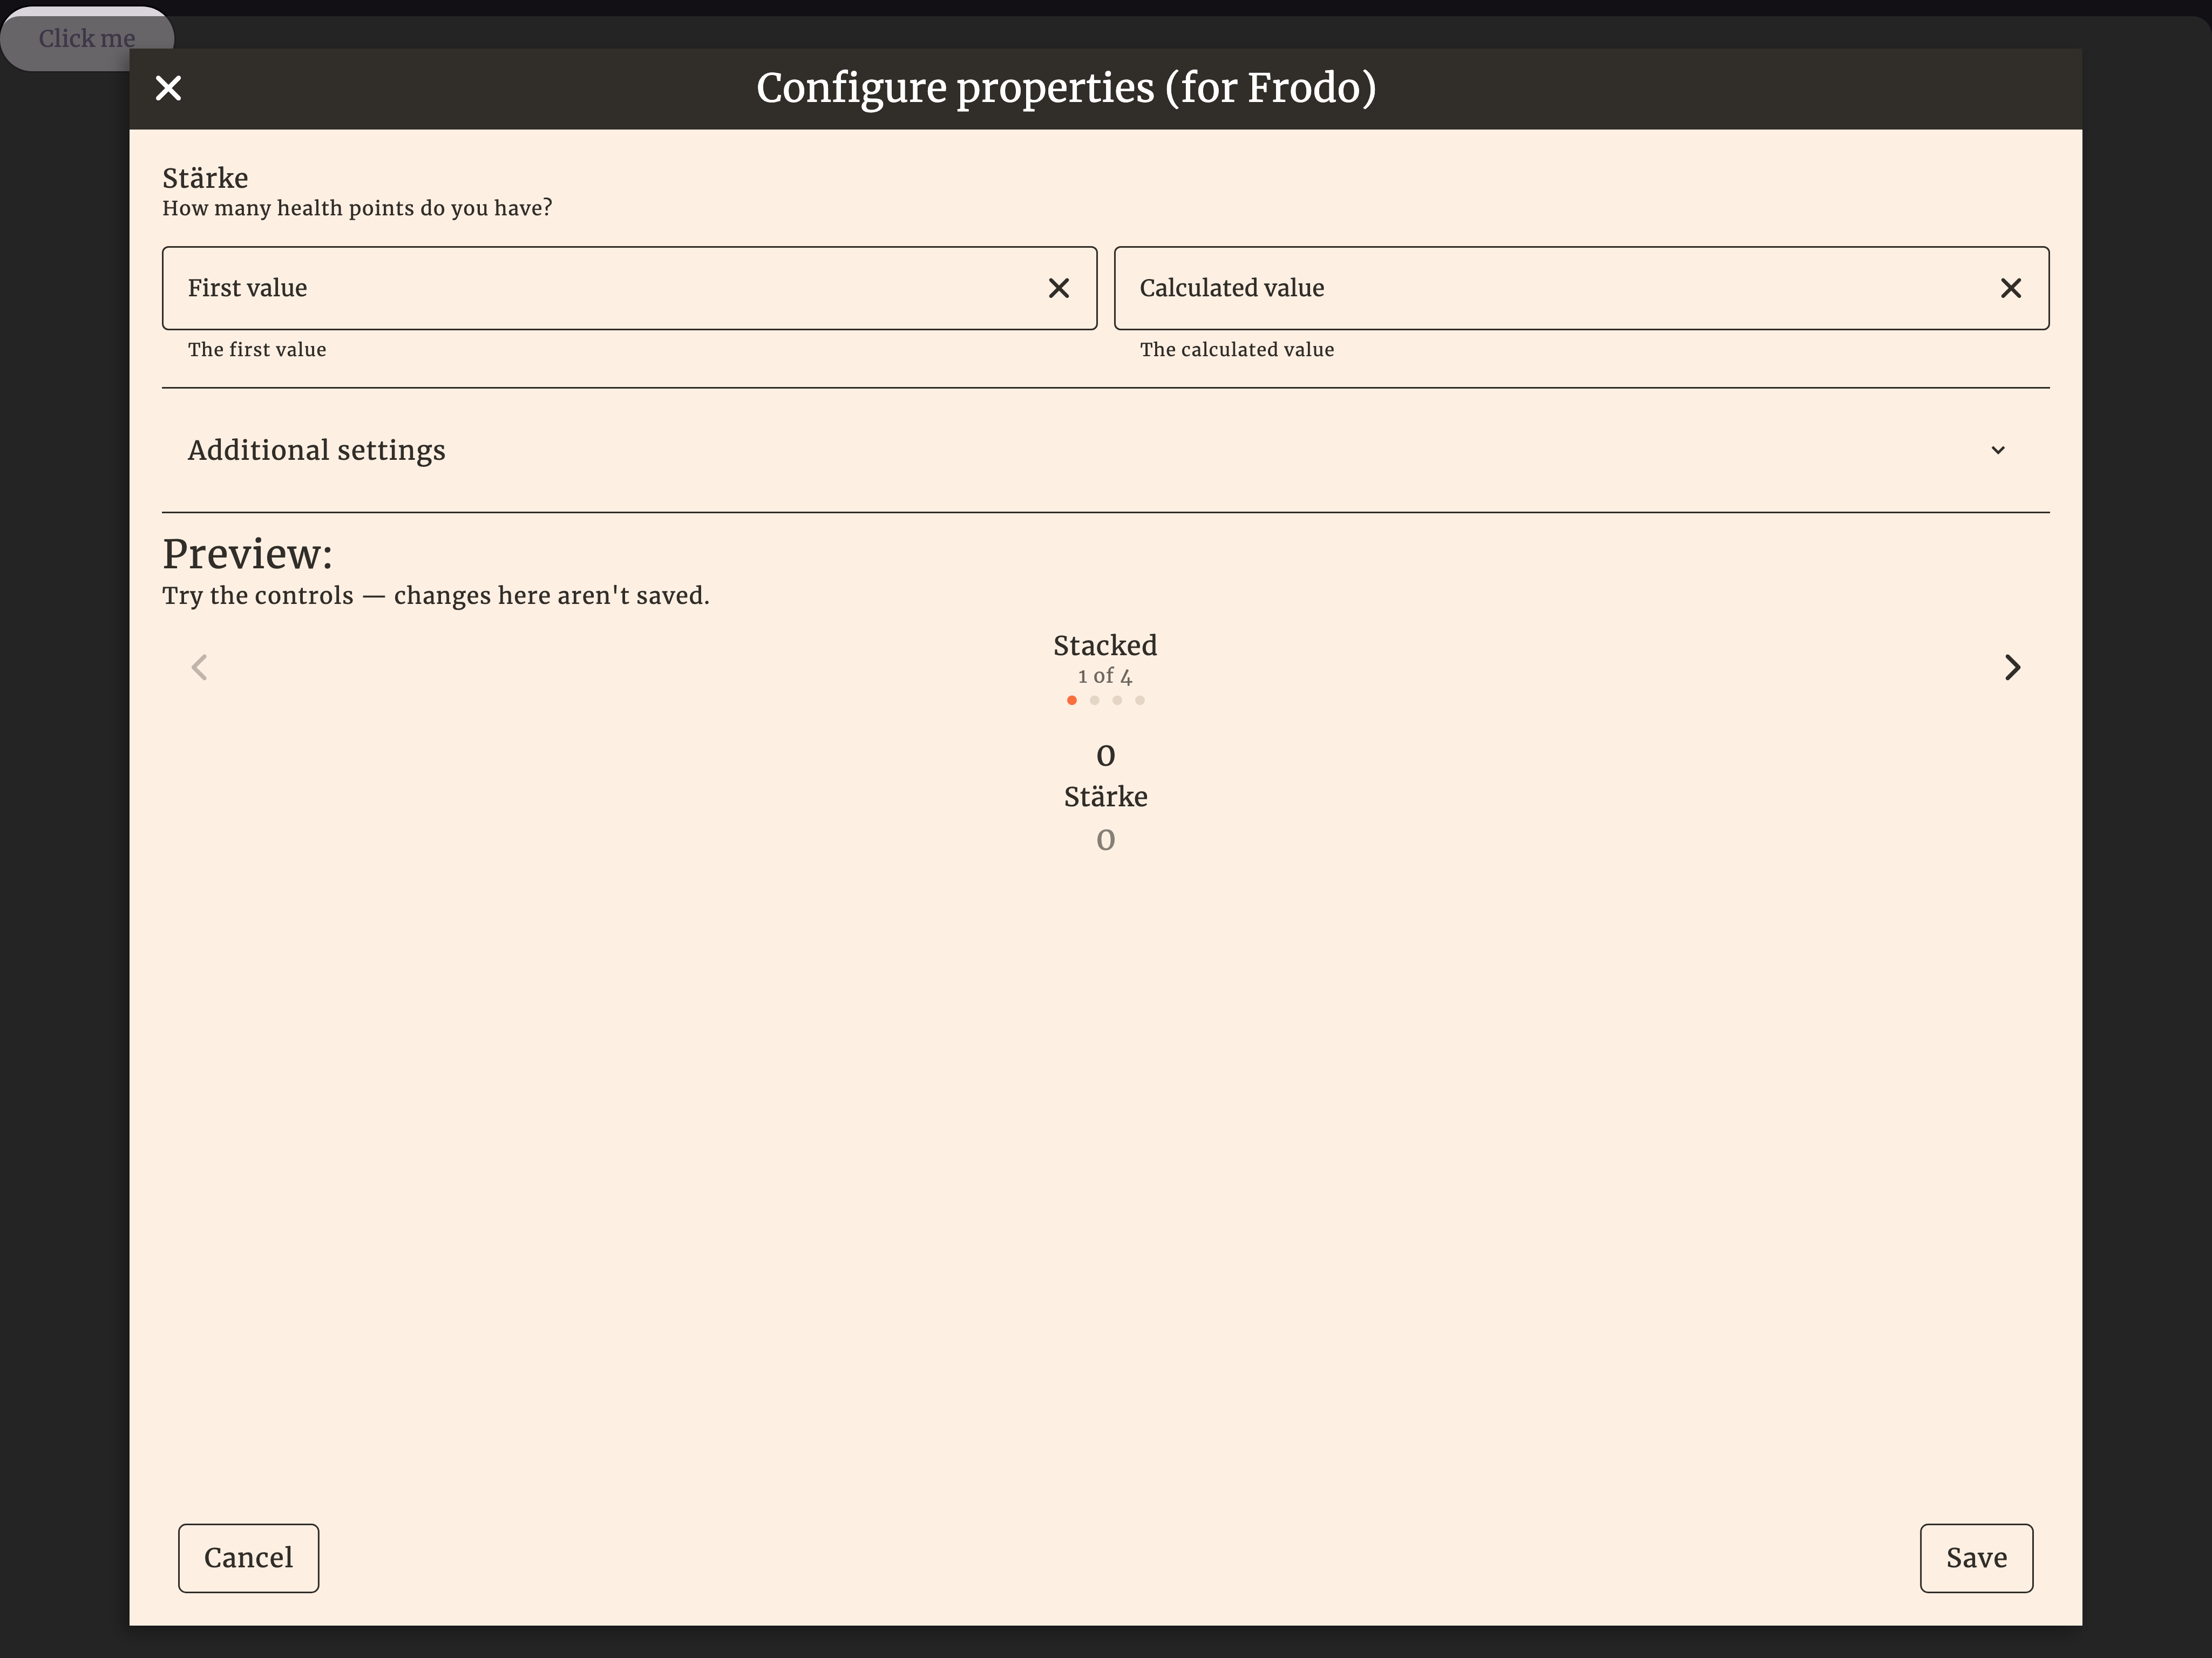 Click me
Configure properties (for Frodo)
Stärke
How many health points do you have?
First value
Calculated value
The first value
The calculated value
Additional settings
Preview:
Try the controls — changes here aren't saved.
Stacked
1 of 4
0
Stärke
0
Cancel
Save